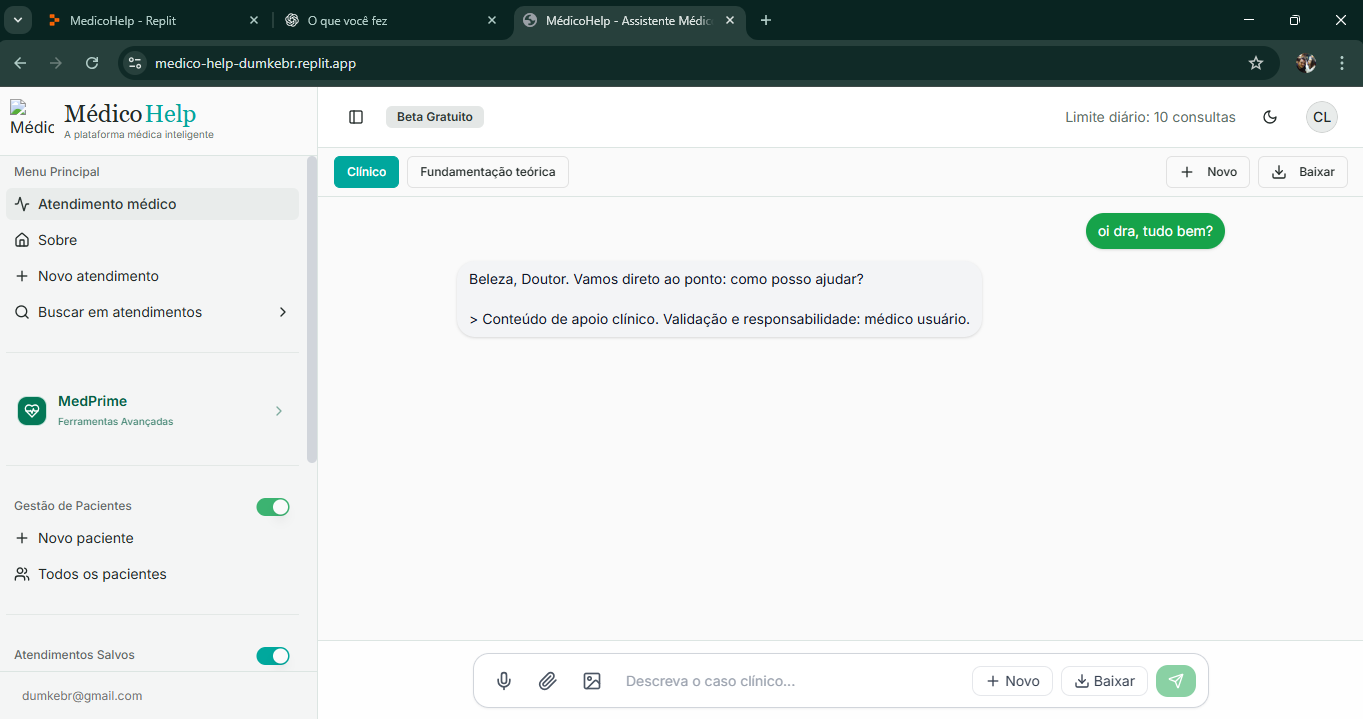 MedicoHelp - Replit
O que você fez
MédicoHelp - Assistente Médic
medico-help-dumkebr.replit.app
Médic
MédicoHelp
A plataforma médica inteligente
Beta Gratuito
Limite diário: 10 consultas
CL
Menu Principal
Atendimento médico
Sobre
Novo atendimento
Buscar em atendimentos
MedPrime
Ferramentas Avançadas
Gestão de Pacientes
Novo paciente
Todos os pacientes
Atendimentos Salvos
dumkebr@gmail.com
Clínico
Fundamentação teórica
Novo
Baixar
oi dra, tudo bem?
Beleza, Doutor. Vamos direto ao ponto: como posso ajudar?
> Conteúdo de apoio clínico. Validação e responsabilidade: médico usuário.
Descreva o caso clínico...
Novo
Baixar